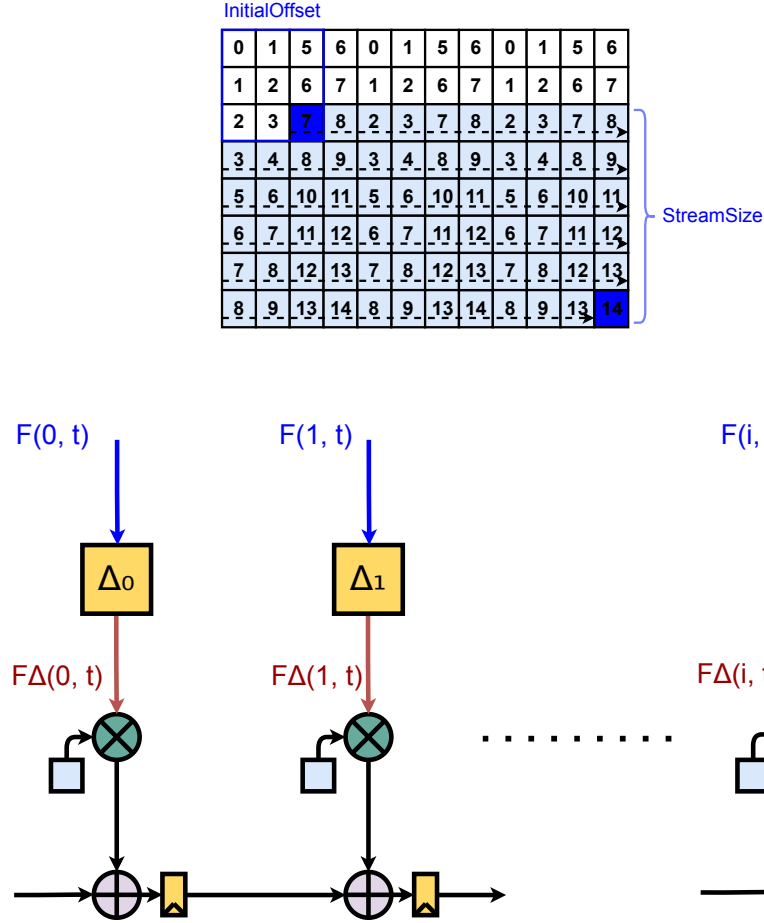 InitialOffset
0 1 5 6 0 1 5 6 0 1 5 6
1 2 6 7 1 2 6 7 1 2 6 7
2 3 7 8 2 3 7 8 2 3 7 8
3 4 8 9 3 4 8 9 3 4 8 9
5 6 10 11 5 6 10 11 5 6 10 11
StreamSize
6 7 11 12 6 7 11 12 6 7 11 12
7 8 12 13 7 8 12 13 7 8 12 13
8 9 13 14 8 9 13 14 8 9 13 14
F(0, t) F(1, t) F(i,
Δ₀ Δ₁
FΔ(0, t) FΔ(1, t) FΔ(i, t